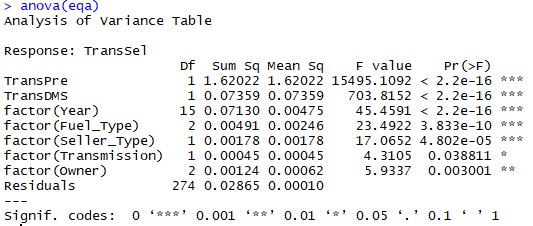 > anova(eqa)
Analysis of Variance Table

Response: TransSel
                      Df  Sum Sq Mean Sq    F value    Pr(>F)
TransPre               1 1.62022 1.62022 15495.1092 < 2.2e-16 ***
TransDMS               1 0.07359 0.07359   703.8152 < 2.2e-16 ***
factor(Year)          15 0.07130 0.00475    45.4591 < 2.2e-16 ***
factor(Fuel_Type)      2 0.00491 0.00246    23.4922 3.833e-10 ***
factor(Seller_Type)    1 0.00178 0.00178    17.0652 4.802e-05 ***
factor(Transmission)   1 0.00045 0.00045     4.3105  0.038811 *
factor(Owner)          2 0.00124 0.00062     5.9337  0.003001 **
Residuals            274 0.02865 0.00010
---
Signif. codes:  0 ‘***’ 0.001 ‘**’ 0.01 ‘*’ 0.05 ‘.’ 0.1 ‘ ’ 1